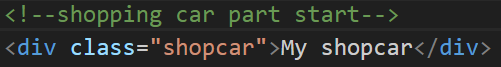 <!--shopping car part start-->
<div class="shopcar">My shopcar</div>